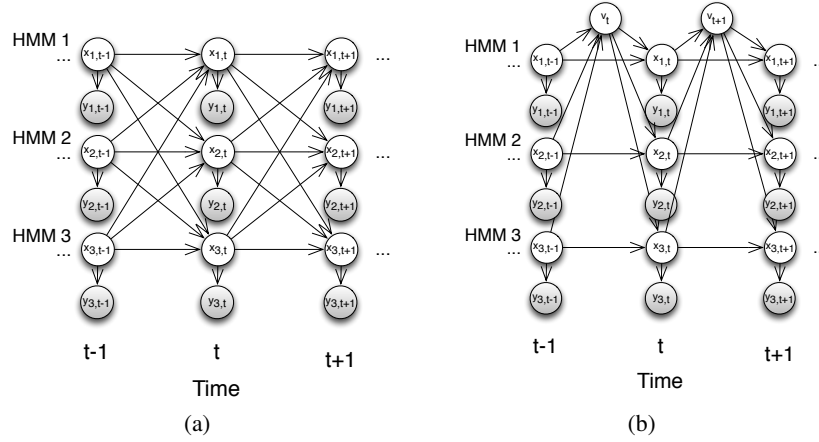 HMM 1
...
x1,t-1
x1,t
x1,t+1
...
y1,t-1
y1,t
y1,t+1
HMM 2
...
x2,t-1
x2,t
x2,t+1
...
y2,t-1
y2,t
y2,t+1
HMM 3
...
x3,t-1
x3,t
x3,t+1
...
y3,t-1
y3,t
y3,t+1
t-1
t
t+1
Time
(a)
vt
vt+1
HMM 1
...
x1,t-1
x1,t
x1,t+1
y1,t-1
y1,t
y1,t+1
HMM 2
...
x2,t-1
x2,t
x2,t+1
y2,t-1
y2,t
y2,t+1
HMM 3
...
x3,t-1
x3,t
x3,t+1
y3,t-1
y3,t
y3,t+1
t-1
t
t+1
Time
(b)